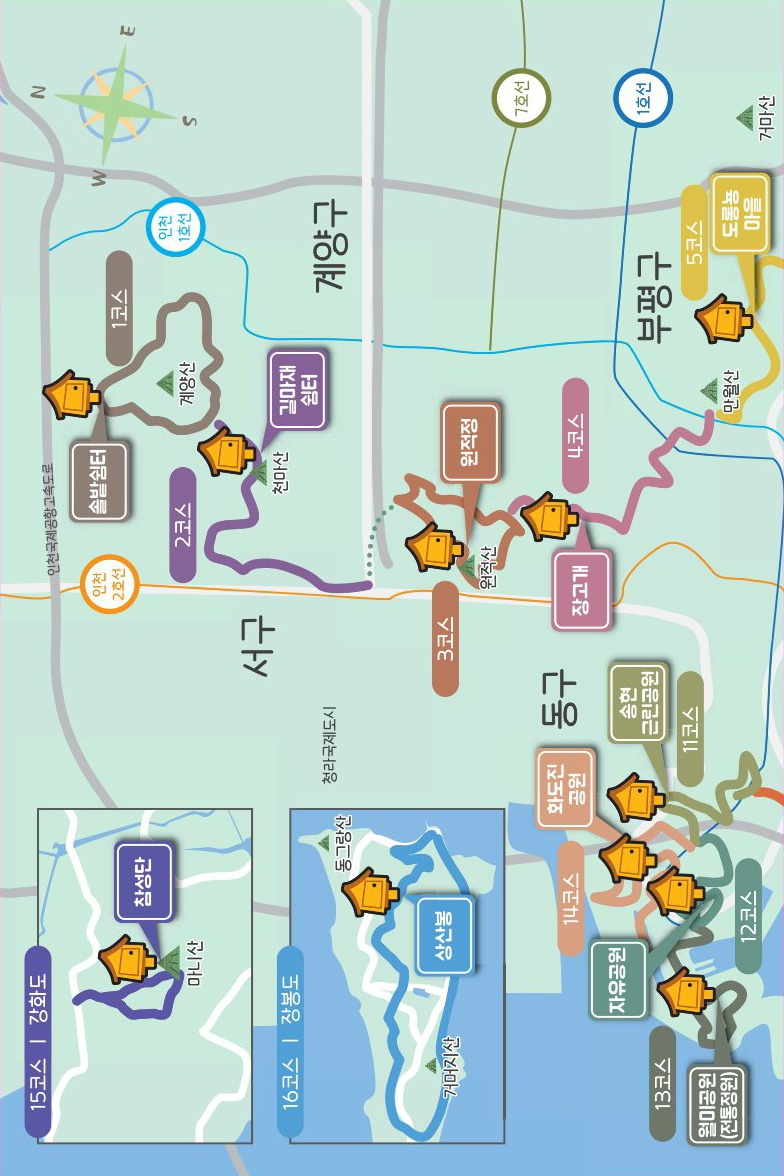 N
E
S
W
인천
1호선
7호선
1호선
거마산
인천국제공항고속도로
1코스
계양구
부평구
5코스
도롱뇽
마을
솔밭쉼터
계양산
길마재
쉼터
만월산
2코스
천마산
원적정
4코스
인천
2호선
원적산
3코스
장고개
서구
동구
청라국제도시
송현
근린공원
11코스
화도진
공원
14코스
12코스
자유공원
13코스
월미공원
(전통정원)
15코스 | 강화도
참성단
마니산
16코스 | 장봉도
동그랑산
상산봉
거머지산